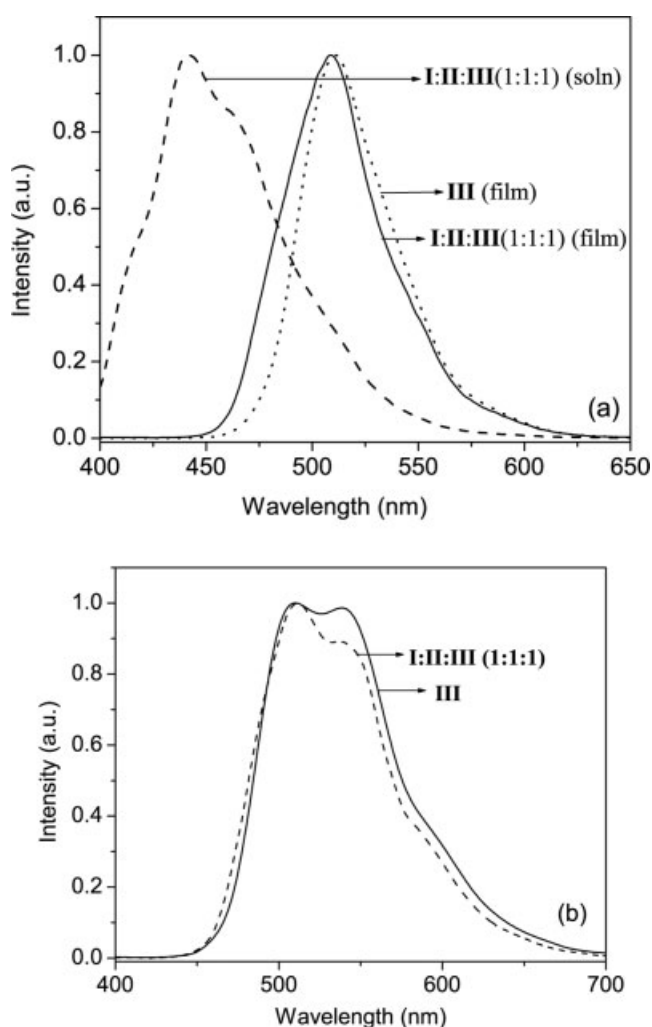 1.0
I:II:III(1:1:1) (soln)
0.8
III (film)
0.6
I:II:III(1:1:1) (film)
0.4
0.2
(a)
0.0
400 450 500 550 600 650
Wavelength (nm)
Intensity (a.u.)
1.0
I:II:III (1:1:1)
0.8
III
0.6
0.4
0.2
(b)
0.0
400 500 600 700
Wavelength (nm)
Intensity (a.u.)